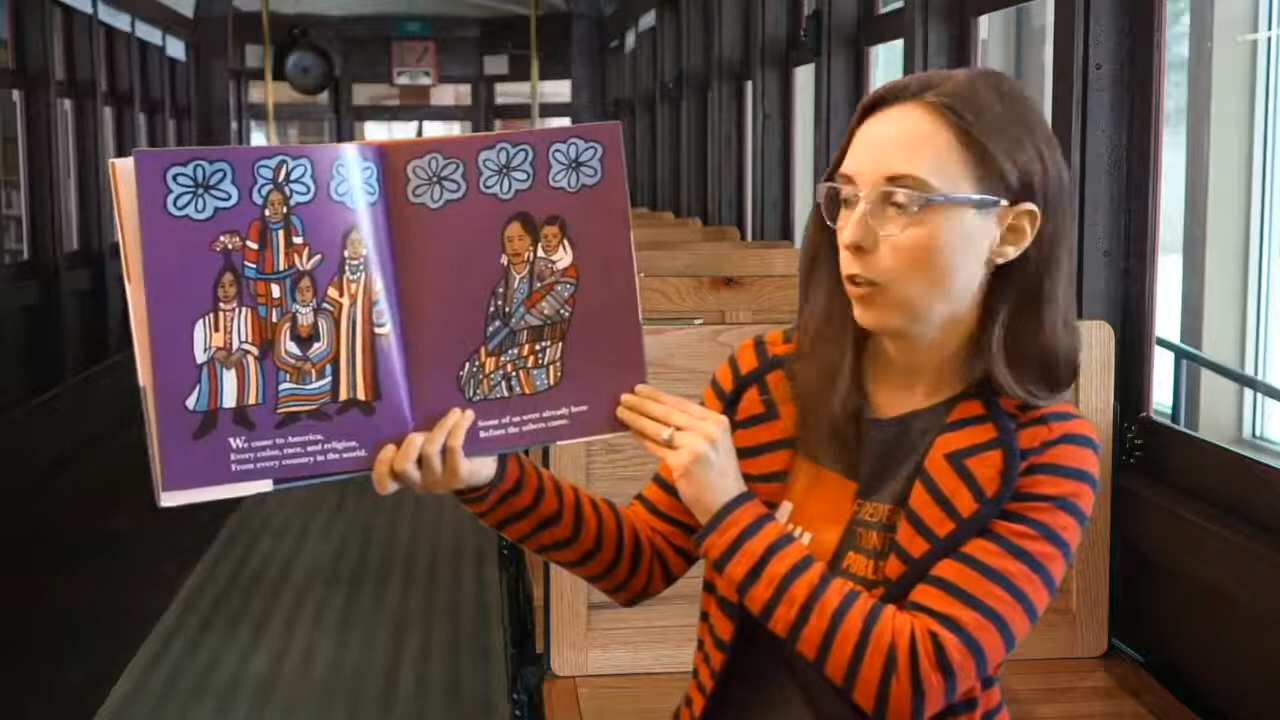 We came to America,
Every color, race, and religion,
From every country in the world.
Some of us were already here
Before the others came.